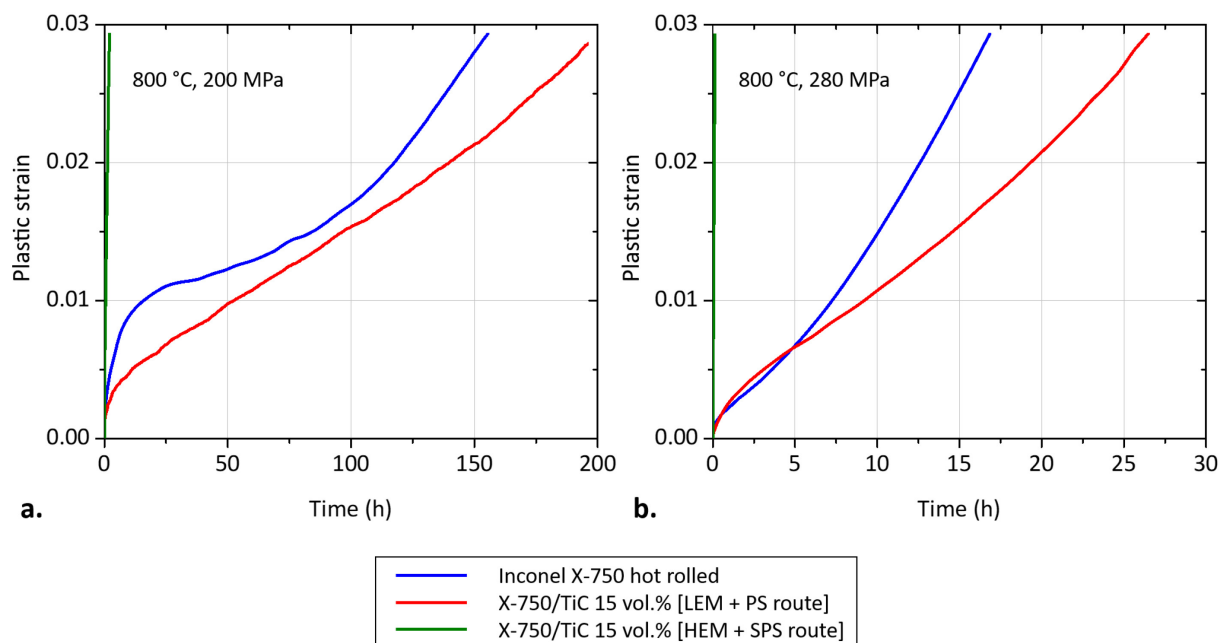 0.03
0.02
0.01
0.00
Plastic strain
800 °C, 200 MPa
0
50
100
150
200
Time (h)
a.
0.03
0.02
0.01
0.00
Plastic strain
800 °C, 280 MPa
0
5
10
15
20
25
30
Time (h)
b.
Inconel X-750 hot rolled
X-750/TiC 15 vol.% [LEM + PS route]
X-750/TiC 15 vol.% [HEM + SPS route]